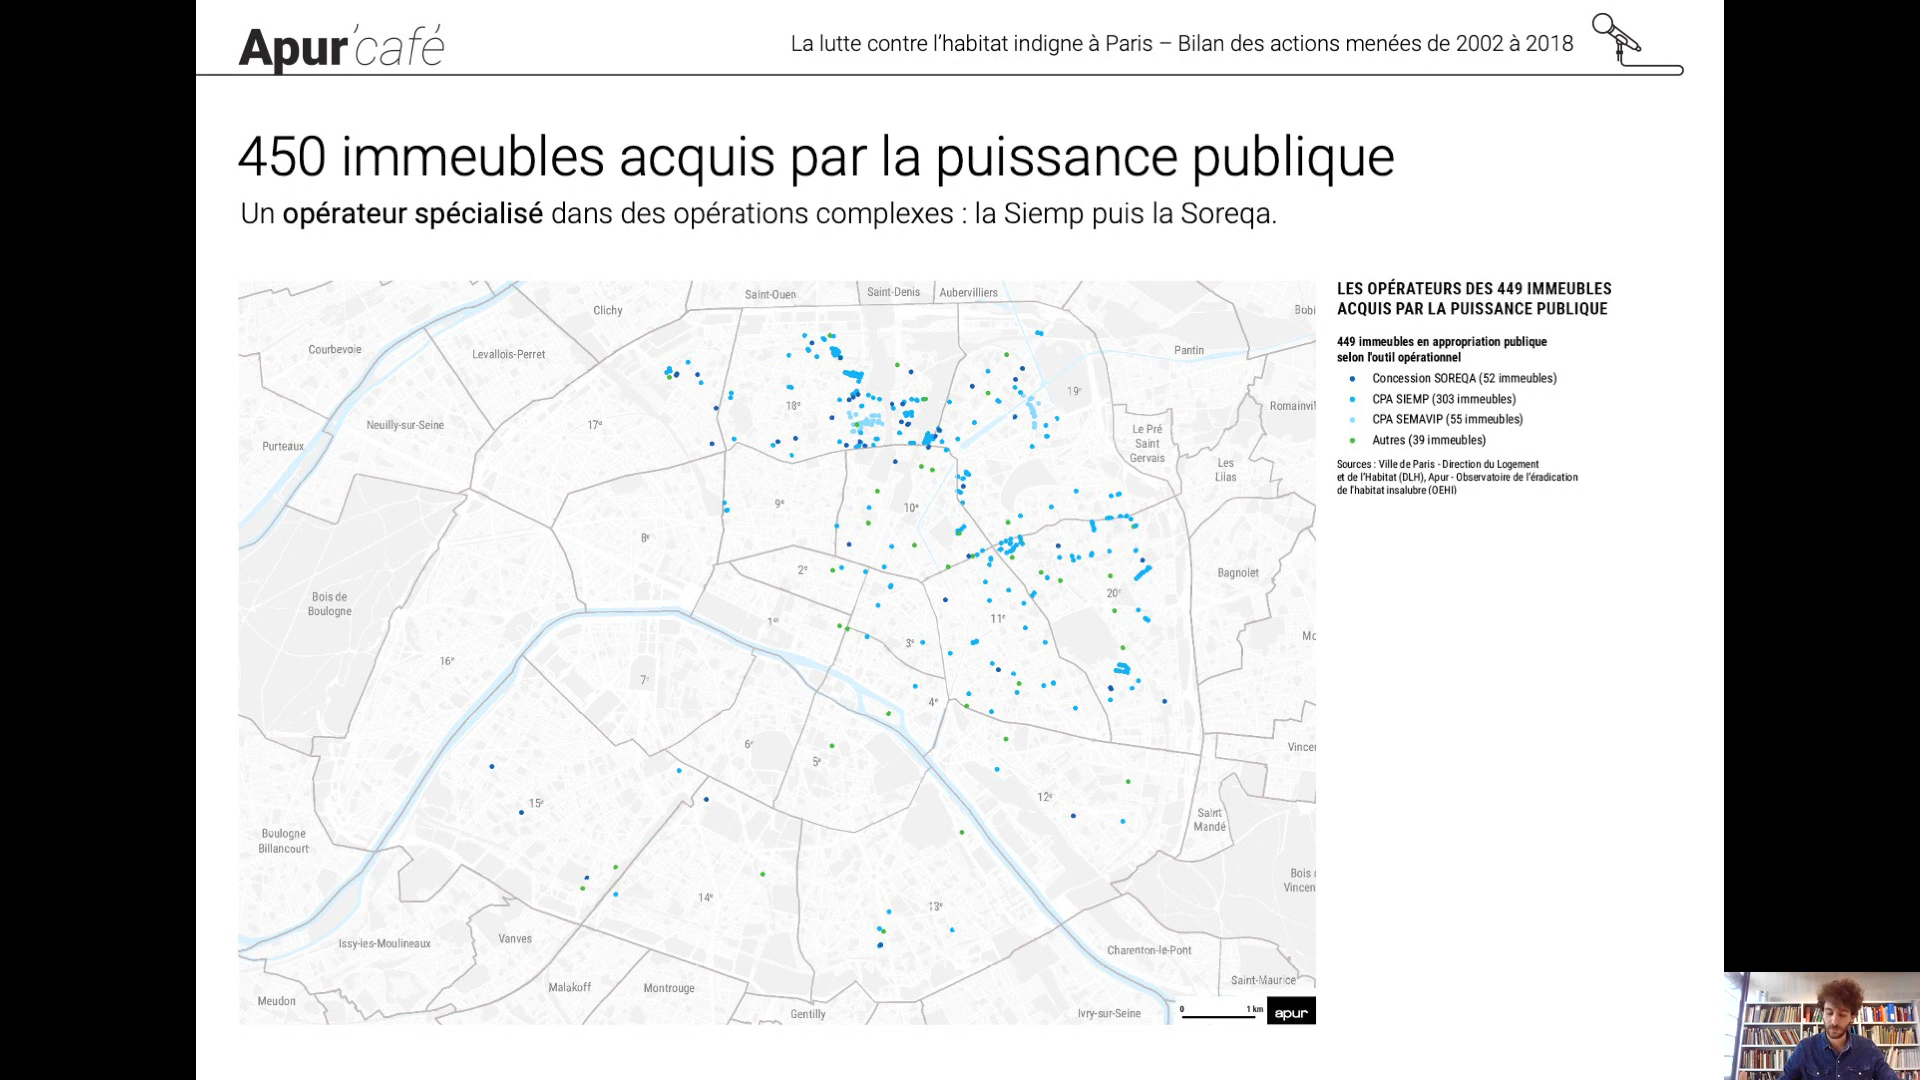 Apur'café
La lutte contre l'habitat indigne à Paris – Bilan des actions menées de 2002 à 2018
450 immeubles acquis par la puissance publique
Un opérateur spécialisé dans des opérations complexes : la Siemp puis la Soreqa.
LES OPÉRATEURS DES 449 IMMEUBLES
ACQUIS PAR LA PUISSANCE PUBLIQUE
449 immeubles en appropriation publique
selon l'outil opérationnel
Concession SOREQA (52 immeubles)
CPA SIEMP (303 immeubles)
CPA SEMAVIP (55 immeubles)
Autres (39 immeubles)
Sources : Ville de Paris - Direction du Logement
et de l'Habitat (DLH), Apur - Observatoire de l'éradication
de l'habitat insalubre (OEHI)
Saint-Ouen
Saint-Denis
Aubervilliers
Clichy
Bobi
Courbevoie
Levallois-Perret
Pantin
19e
18e
Romainvil
17e
Neuilly-sur-Seine
Le Pré
Saint
Gervais
Purteaux
Les
Lilas
9e
10e
8e
2e
Bagnolet
20e
Bois de
Boulogne
1er
11e
3e
Mo
16e
7e
4e
6e
5e
Vincen
12e
15e
Saint
Mandé
Boulogne
Billancourt
Bois
Vincen
14e
13e
Issy-les-Moulineaux
Vanves
Charenton-le-Pont
Malakoff
Montrouge
Saint-Maurice
Meudon
Gentilly
Ivry-sur-Seine
0 1 km
apur